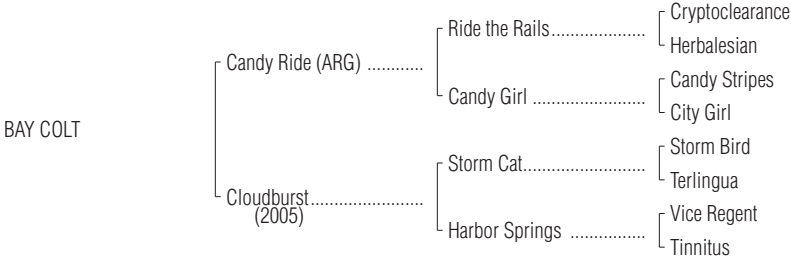 Cryptoclearance
Ride the Rails.....................
Herbalesian
Candy Ride (ARG) ............
Candy Stripes
Candy Girl .........................
City Girl
BAY COLT
Storm Bird
Storm Cat...........................
Terlingua
Cloudburst.........................
(2005)
Vice Regent
Harbor Springs ................
Tinnitus